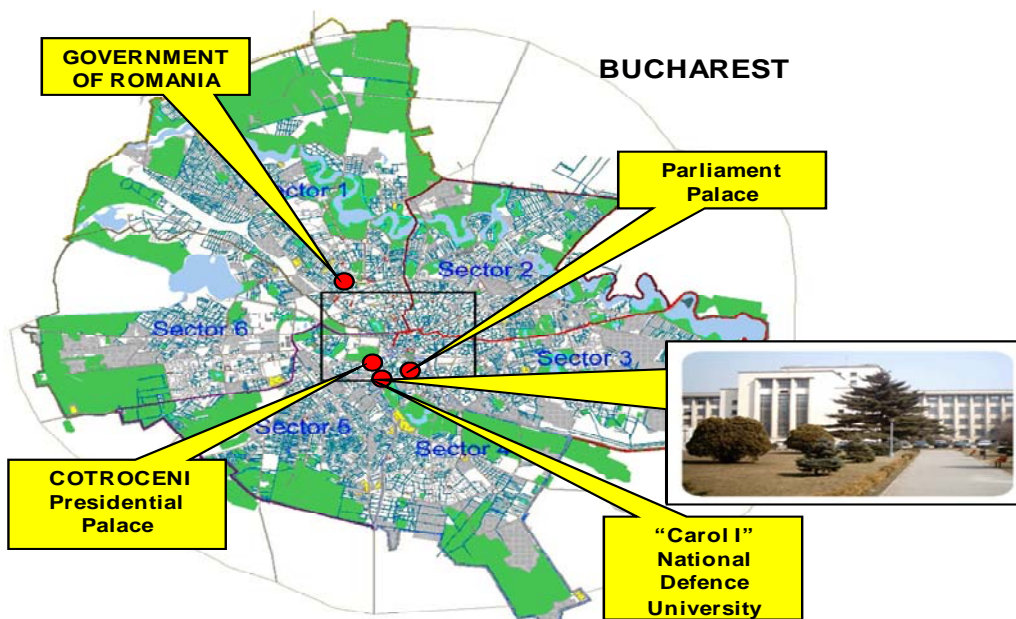 GOVERNMENT
OF ROMANIA
BUCHAREST
Parliament
Palace
Sector 1
Sector 2
Sector 6
Sector 3
Sector 5
Sector 4
COTROCENI
Presidential
Palace
“Carol I”
National
Defence
University